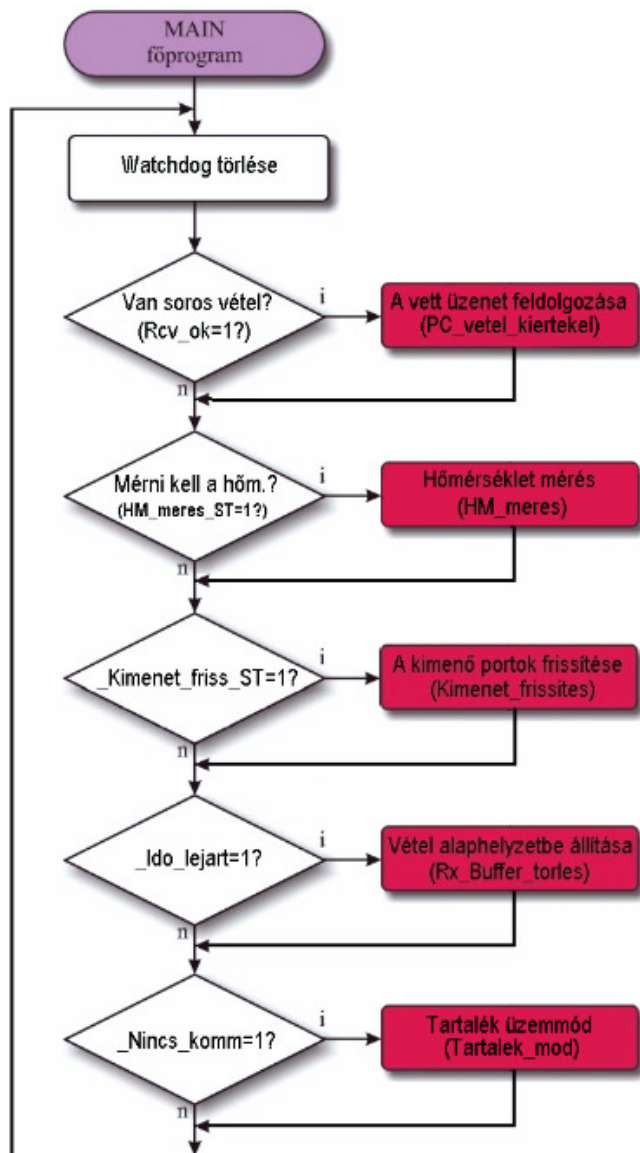 MAIN
főprogram
Watchdog törlése
Van soros vétel?
(Rcv_ok=1?)
i
A vett üzenet feldolgozása
(PC_vetel_kiertekel)
n
Mérni kell a hőm.?
(HM_meres_ST=1?)
i
Hőmérséklet mérés
(HM_meres)
n
_Kimenet_friss_ST=1?
i
A kimenő portok frissítése
(Kimenet_frissites)
n
_Ido_lejart=1?
i
Vétel alaphelyzetbe állítása
(Rx_Buffer_torles)
n
_Nincs_komm=1?
i
Tartalék üzemmód
(Tartalek_mod)
n